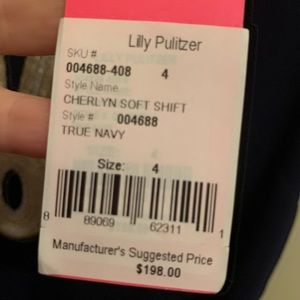 Lilly Pulitzer
SKU #
004688-408 4
Style Name
CHERLYN SOFT SHIFT
Style # 004688
TRUE NAVY
Size: 4
8 89069 62311 1
Manufacturer's Suggested Price
$198.00